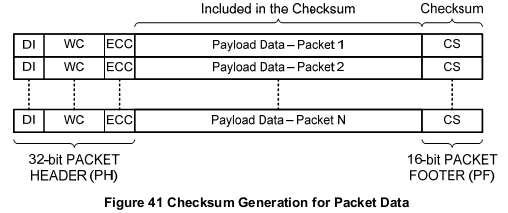 Included in the Checksum Checksum
DI WC ECC Payload Data – Packet 1 CS
DI WC ECC Payload Data – Packet 2 CS
DI WC ECC Payload Data – Packet N CS
32-bit PACKET 16-bit PACKET
HEADER (PH) FOOTER (PF)
Figure 41 Checksum Generation for Packet Data